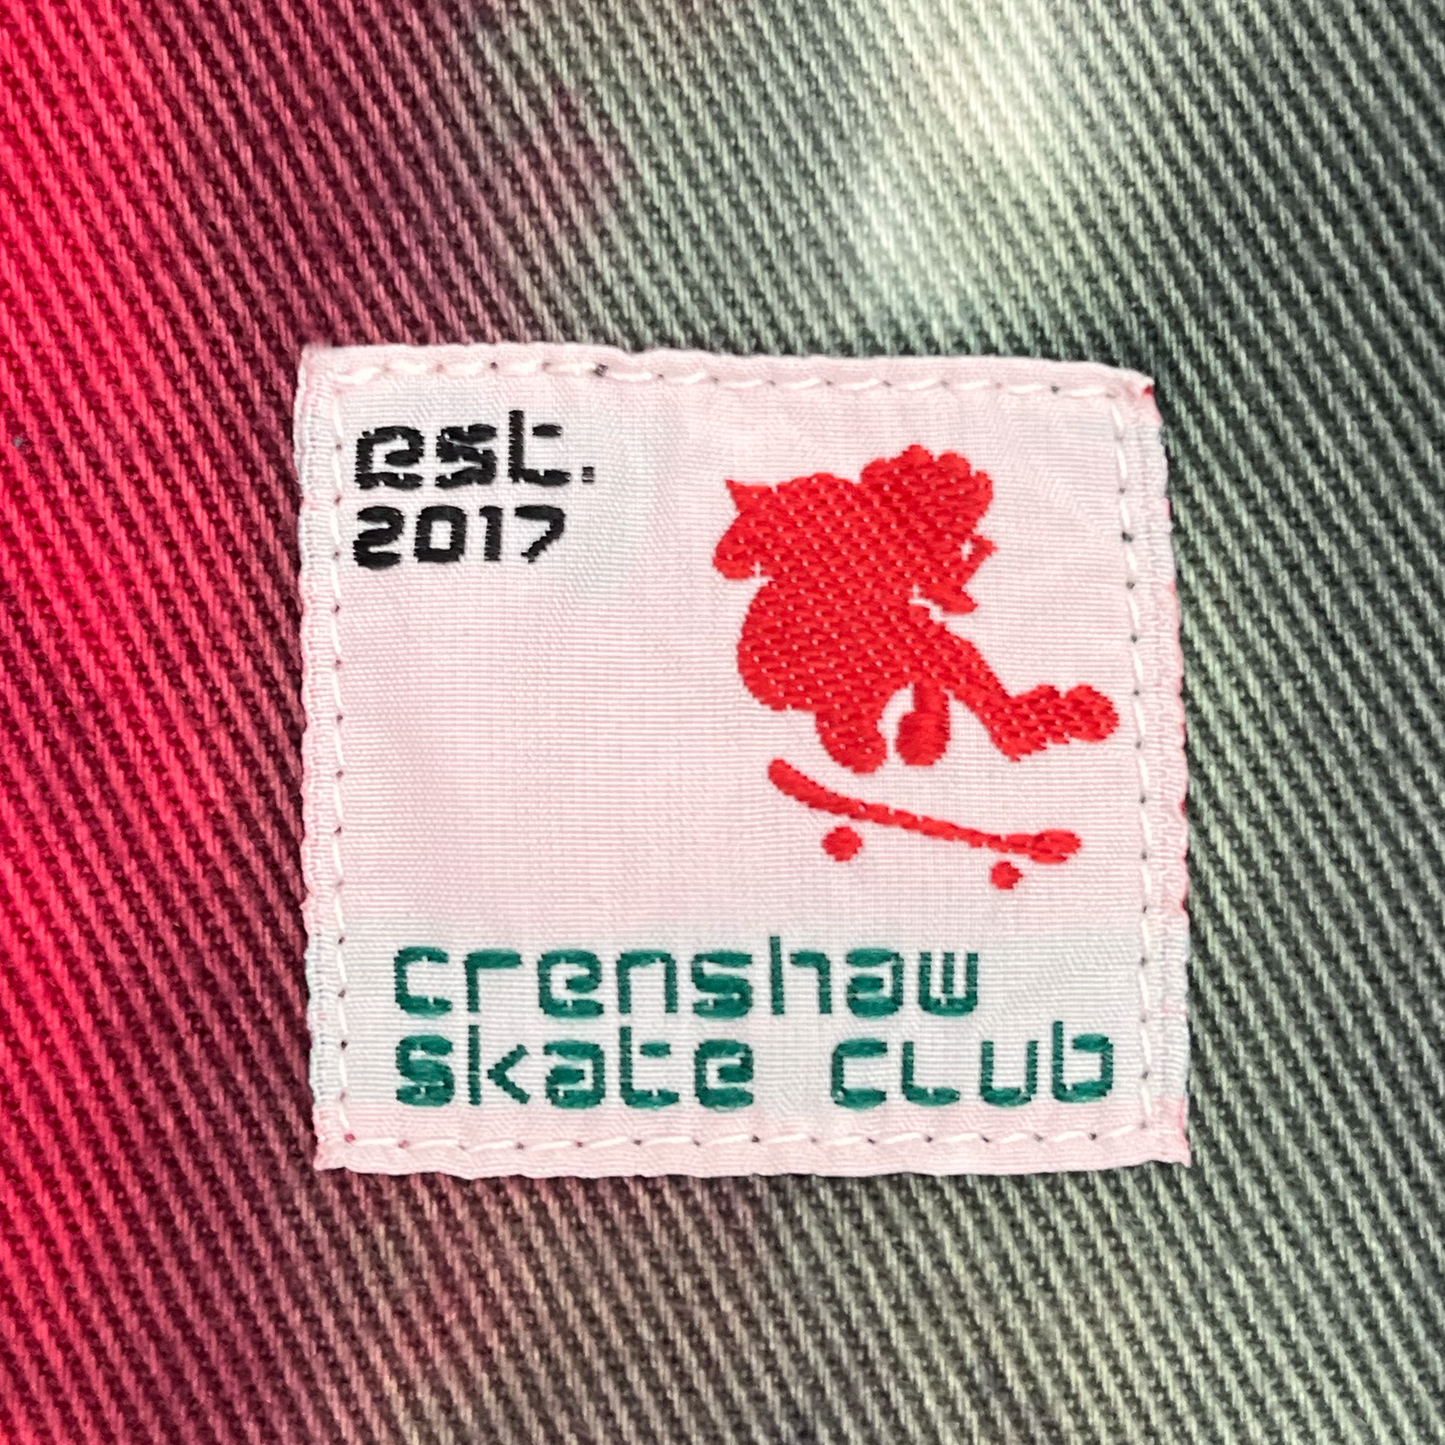 est.
2017
crenshaw
skate club